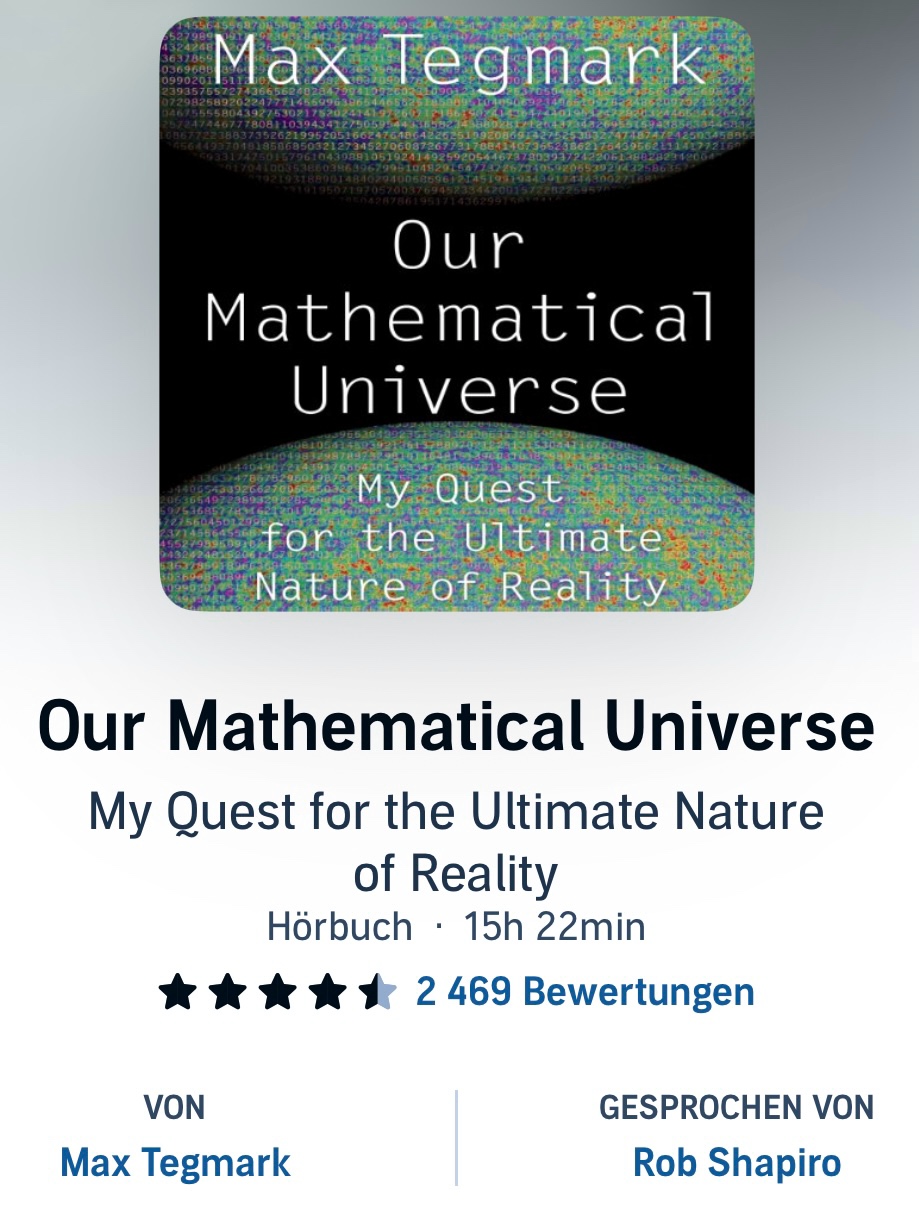 Max Tegmark
Our
Mathematical
Universe
My Quest
for the Ultimate
Nature of Reality
Our Mathematical Universe
My Quest for the Ultimate Nature
of Reality
Hörbuch · 15h 22min
2 469 Bewertungen
VON
Max Tegmark
GESPROCHEN VON
Rob Shapiro